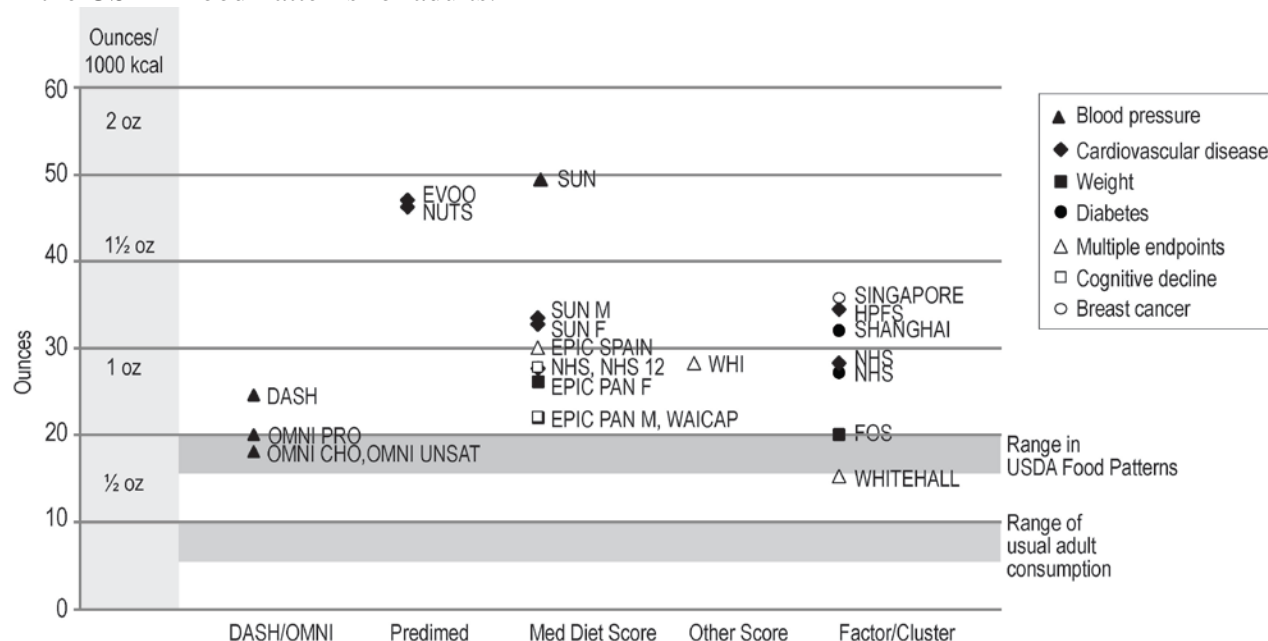 Ounces/
1000 kcal
60
2 oz
50
1½ oz
40
30
1 oz
20
½ oz
10
0
Ounces
EVOO
NUTS
SUN
SUN M
SUN F
EPIC SPAIN
NHS, NHS 12
EPIC PAN F
EPIC PAN M, WAICAP
WHI
SINGAPORE
HPFS
SHANGHAI
NHS
NHS
FOS
WHITEHALL
DASH
OMNI PRO
OMNI CHO,OMNI UNSAT
Range in
USDA Food Patterns
Range of
usual adult
consumption
DASH/OMNI
Predimed
Med Diet Score
Other Score
Factor/Cluster
Blood pressure
Cardiovascular disease
Weight
Diabetes
Multiple endpoints
Cognitive decline
Breast cancer